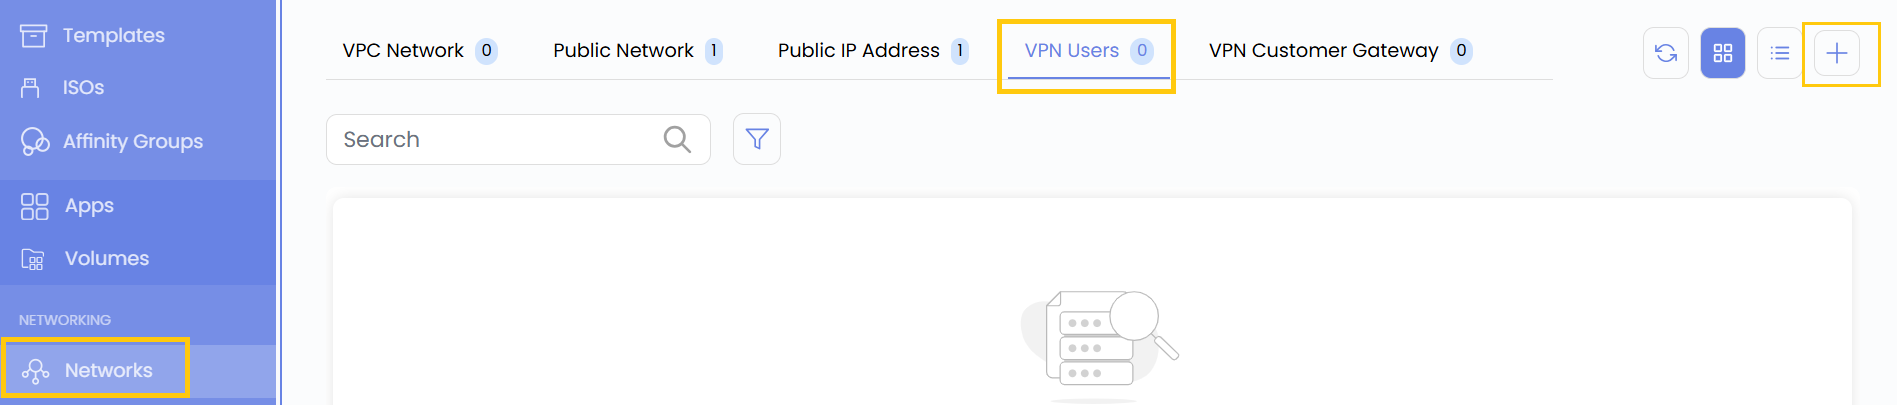 Templates
ISOs
Affinity Groups
Apps
Volumes
NETWORKING
Networks
VPC Network 0
Public Network 1
Public IP Address 1
VPN Users 0
VPN Customer Gateway 0
Search